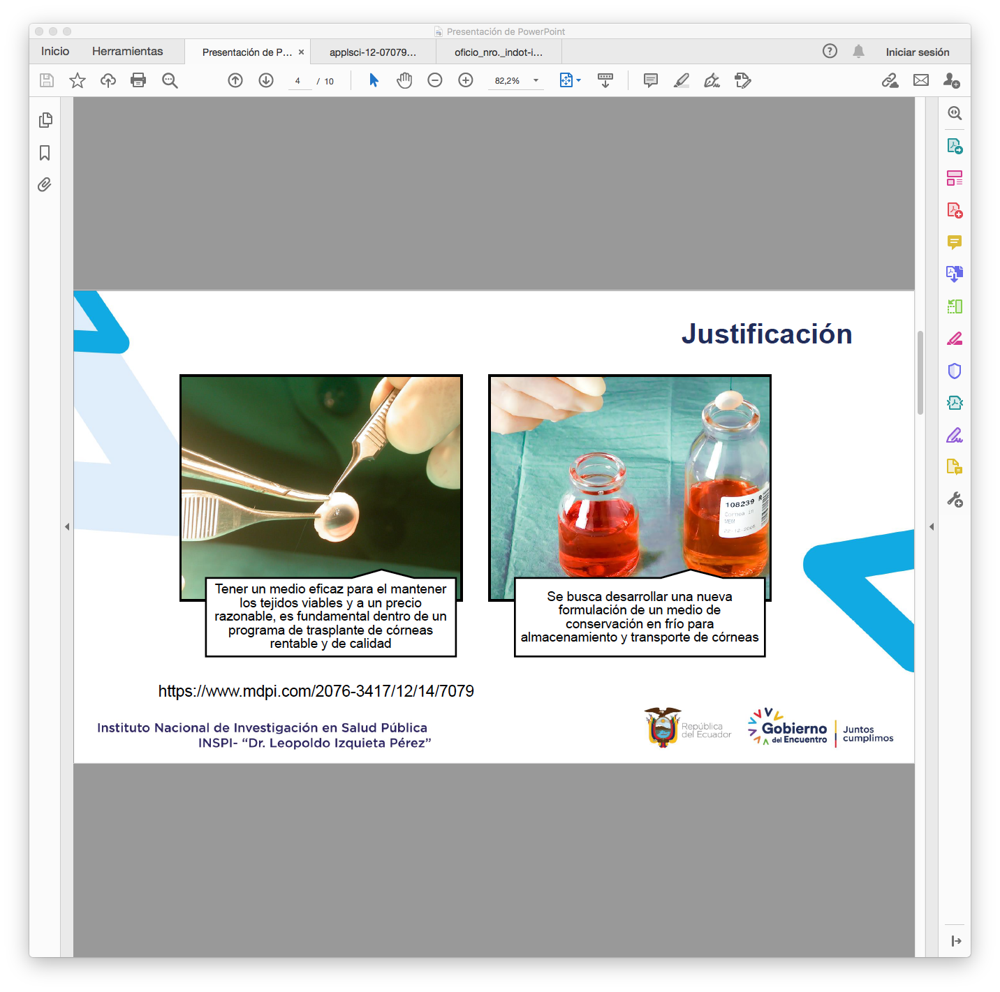 Presentación de PowerPoint
Inicio
Herramientas
Presentación de P...
applsci-12-07079...
oficio_nro._indot-i...
Iniciar sesión
4 / 10
82,2%
Justificación
108239 R
Cornea in
MEM
22-12-2005
Tener un medio eficaz para el mantener
los tejidos viables y a un precio
razonable, es fundamental dentro de un
programa de trasplante de córneas
rentable y de calidad
Se busca desarrollar una nueva
formulación de un medio de
conservación en frío para
almacenamiento y transporte de córneas
https://www.mdpi.com/2076-3417/12/14/7079
Instituto Nacional de Investigación en Salud Pública
INSPI- “Dr. Leopoldo Izquieta Pérez”
República
del Ecuador
Gobierno
del Encuentro
Juntos
cumplimos